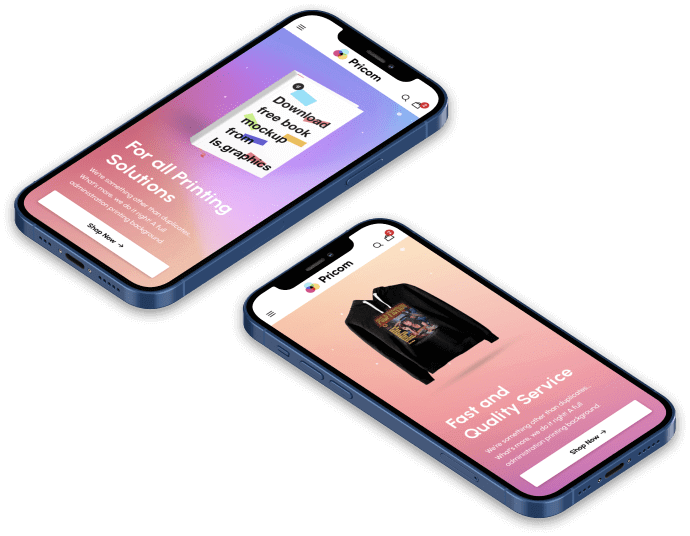 Pricom
2
Download
free book
mockup
from
ls.graphics
For all Printing
Solutions
We're something other than duplicates.
What's more, we do it right! A full
administration printing background.
Shop Now →
Pricom
Fast and
Quality Service
We're something other than duplicates..
What's more, we do it right! A full
administration printing background.
Shop Now →